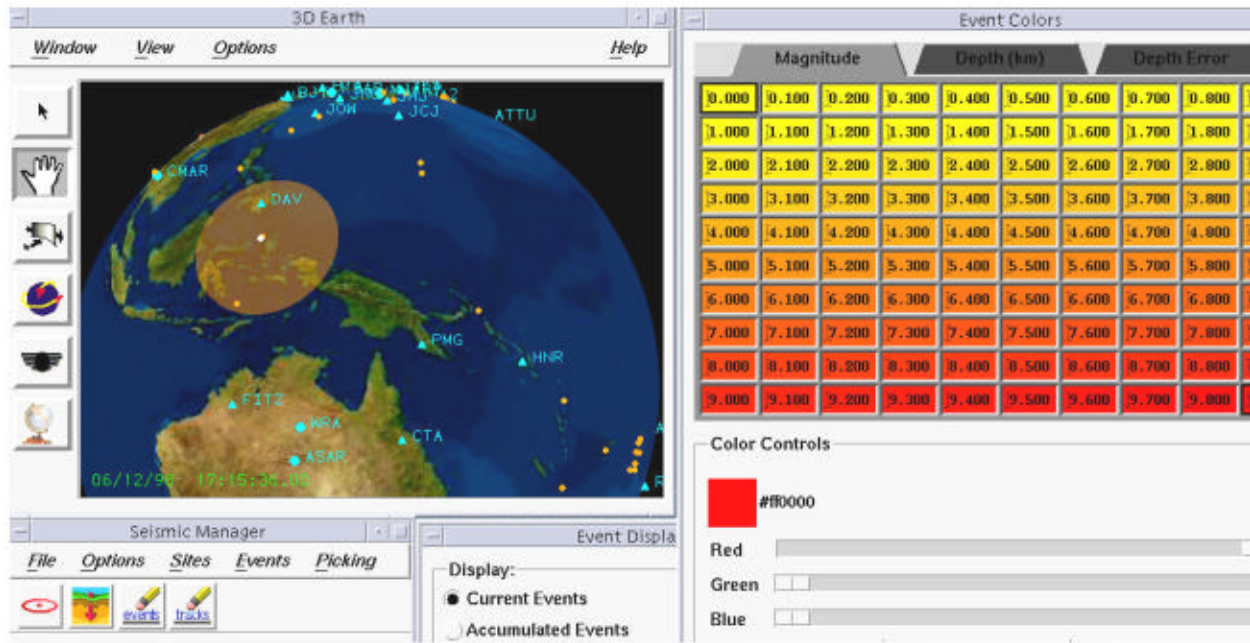 3D Earth
Window View Options Help
JOW
JCJ
ATTU
CMAR
DAV
PMG
HNR
FITZ
WRA
CTA
ASAR
Seismic Manager
File Options Sites Events Picking
events tracks
Event Displa
Display:
Current Events
Accumulated Events
Event Colors
Magnitude Depth (km) Depth Error
0.000 0.100 0.200 0.300 0.400 0.500 0.600 0.700 0.800
1.000 1.100 1.200 1.300 1.400 1.500 1.600 1.700 1.800
2.000 2.100 2.200 2.300 2.400 2.500 2.600 2.700 2.800
3.000 3.100 3.200 3.300 3.400 3.500 3.600 3.700 3.800
4.000 4.100 4.200 4.300 4.400 4.500 4.600 4.700 4.800
5.000 5.100 5.200 5.300 5.400 5.500 5.600 5.700 5.800
6.000 6.100 6.200 6.300 6.400 6.500 6.600 6.700 6.800
7.000 7.100 7.200 7.300 7.400 7.500 7.600 7.700 7.800
8.000 8.100 8.200 8.300 8.400 8.500 8.600 8.700 8.800
9.000 9.100 9.200 9.300 9.400 9.500 9.600 9.700 9.800
Color Controls
#ff0000
Red
Green
Blue